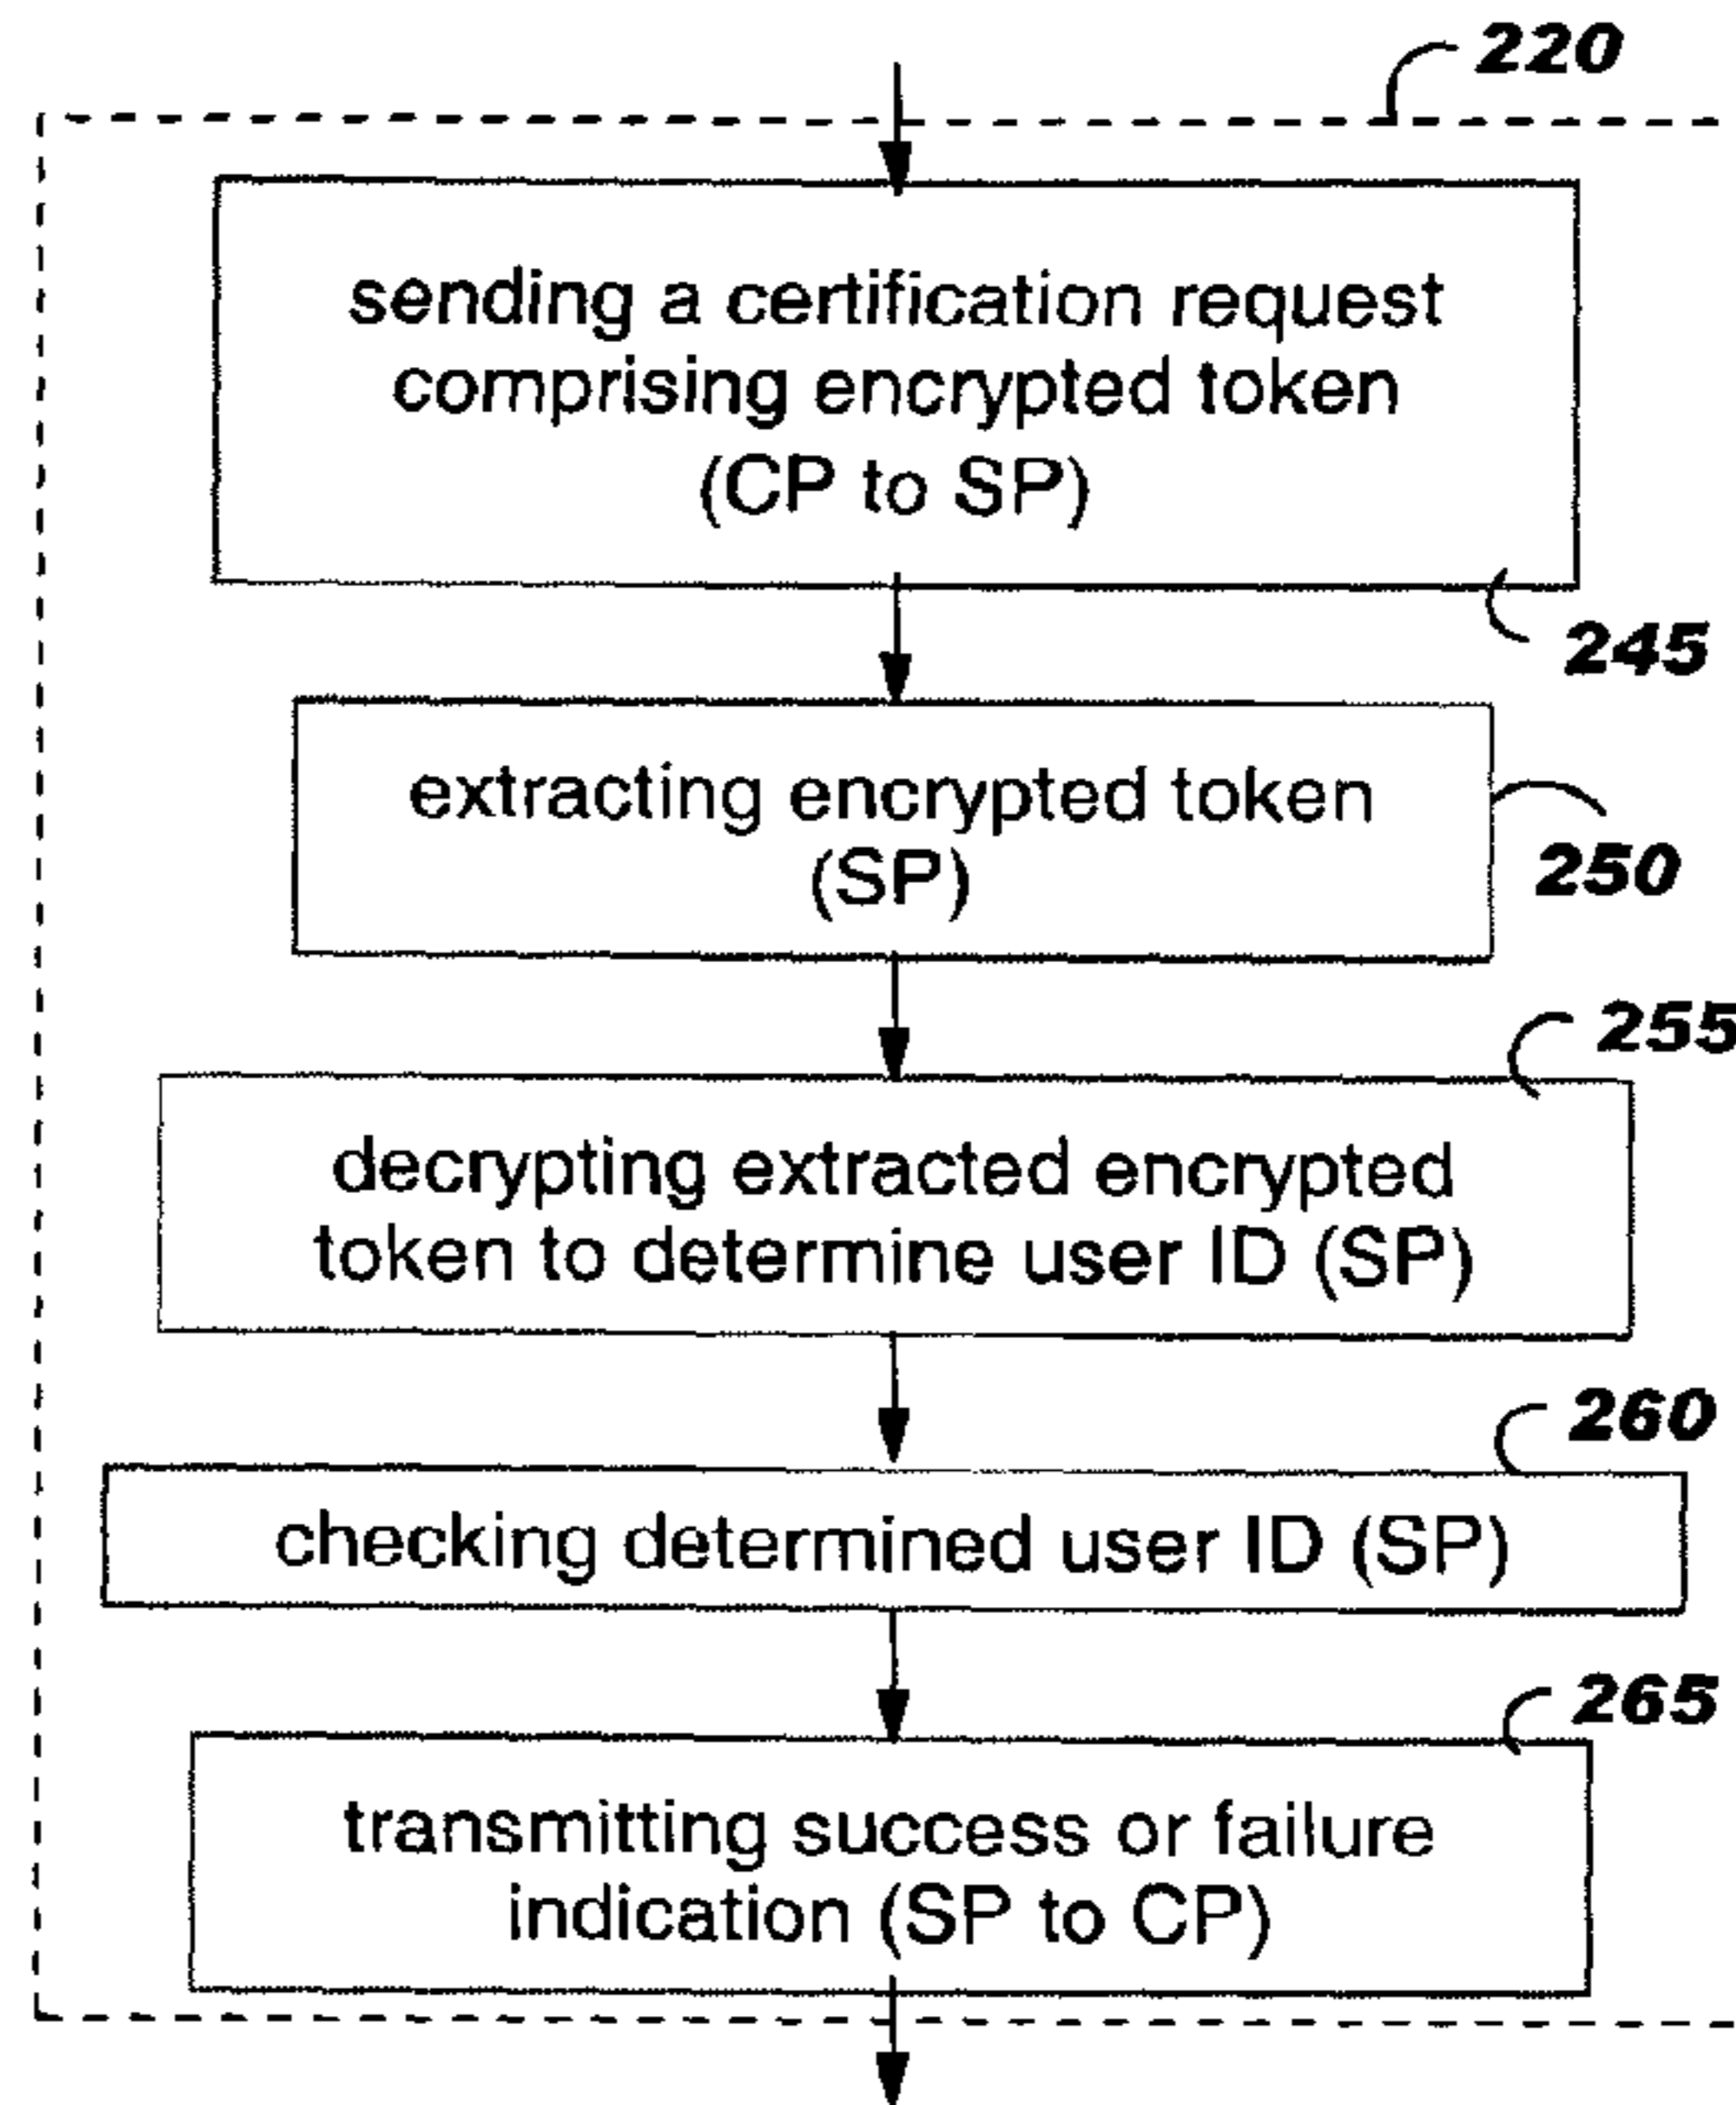 220
sending a certification request
comprising encrypted token
(CP to SP)
245
extracting encrypted token
(SP)
250
255
decrypting extracted encrypted
token to determine user ID (SP)
260
checking determined user ID (SP)
265
transmitting success or failure
indication (SP to CP)